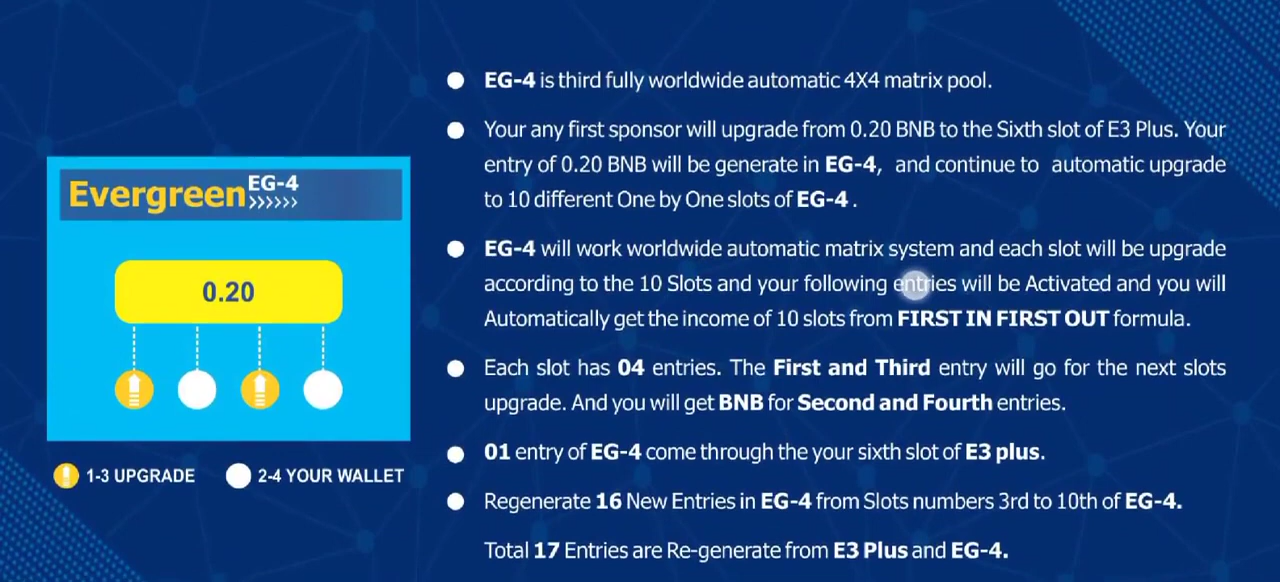 Evergreen EG-4
0.20
1-3 UPGRADE
2-4 YOUR WALLET
EG-4 is third fully worldwide automatic 4X4 matrix pool.
Your any first sponsor will upgrade from 0.20 BNB to the Sixth slot of E3 Plus. Your
entry of 0.20 BNB will be generate in EG-4, and continue to automatic upgrade
to 10 different One by One slots of EG-4 .
EG-4 will work worldwide automatic matrix system and each slot will be upgrade
according to the 10 Slots and your following entries will be Activated and you will
Automatically get the income of 10 slots from FIRST IN FIRST OUT formula.
Each slot has 04 entries. The First and Third entry will go for the next slots
upgrade. And you will get BNB for Second and Fourth entries.
01 entry of EG-4 come through the your sixth slot of E3 plus.
Regenerate 16 New Entries in EG-4 from Slots numbers 3rd to 10th of EG-4.
Total 17 Entries are Re-generate from E3 Plus and EG-4.